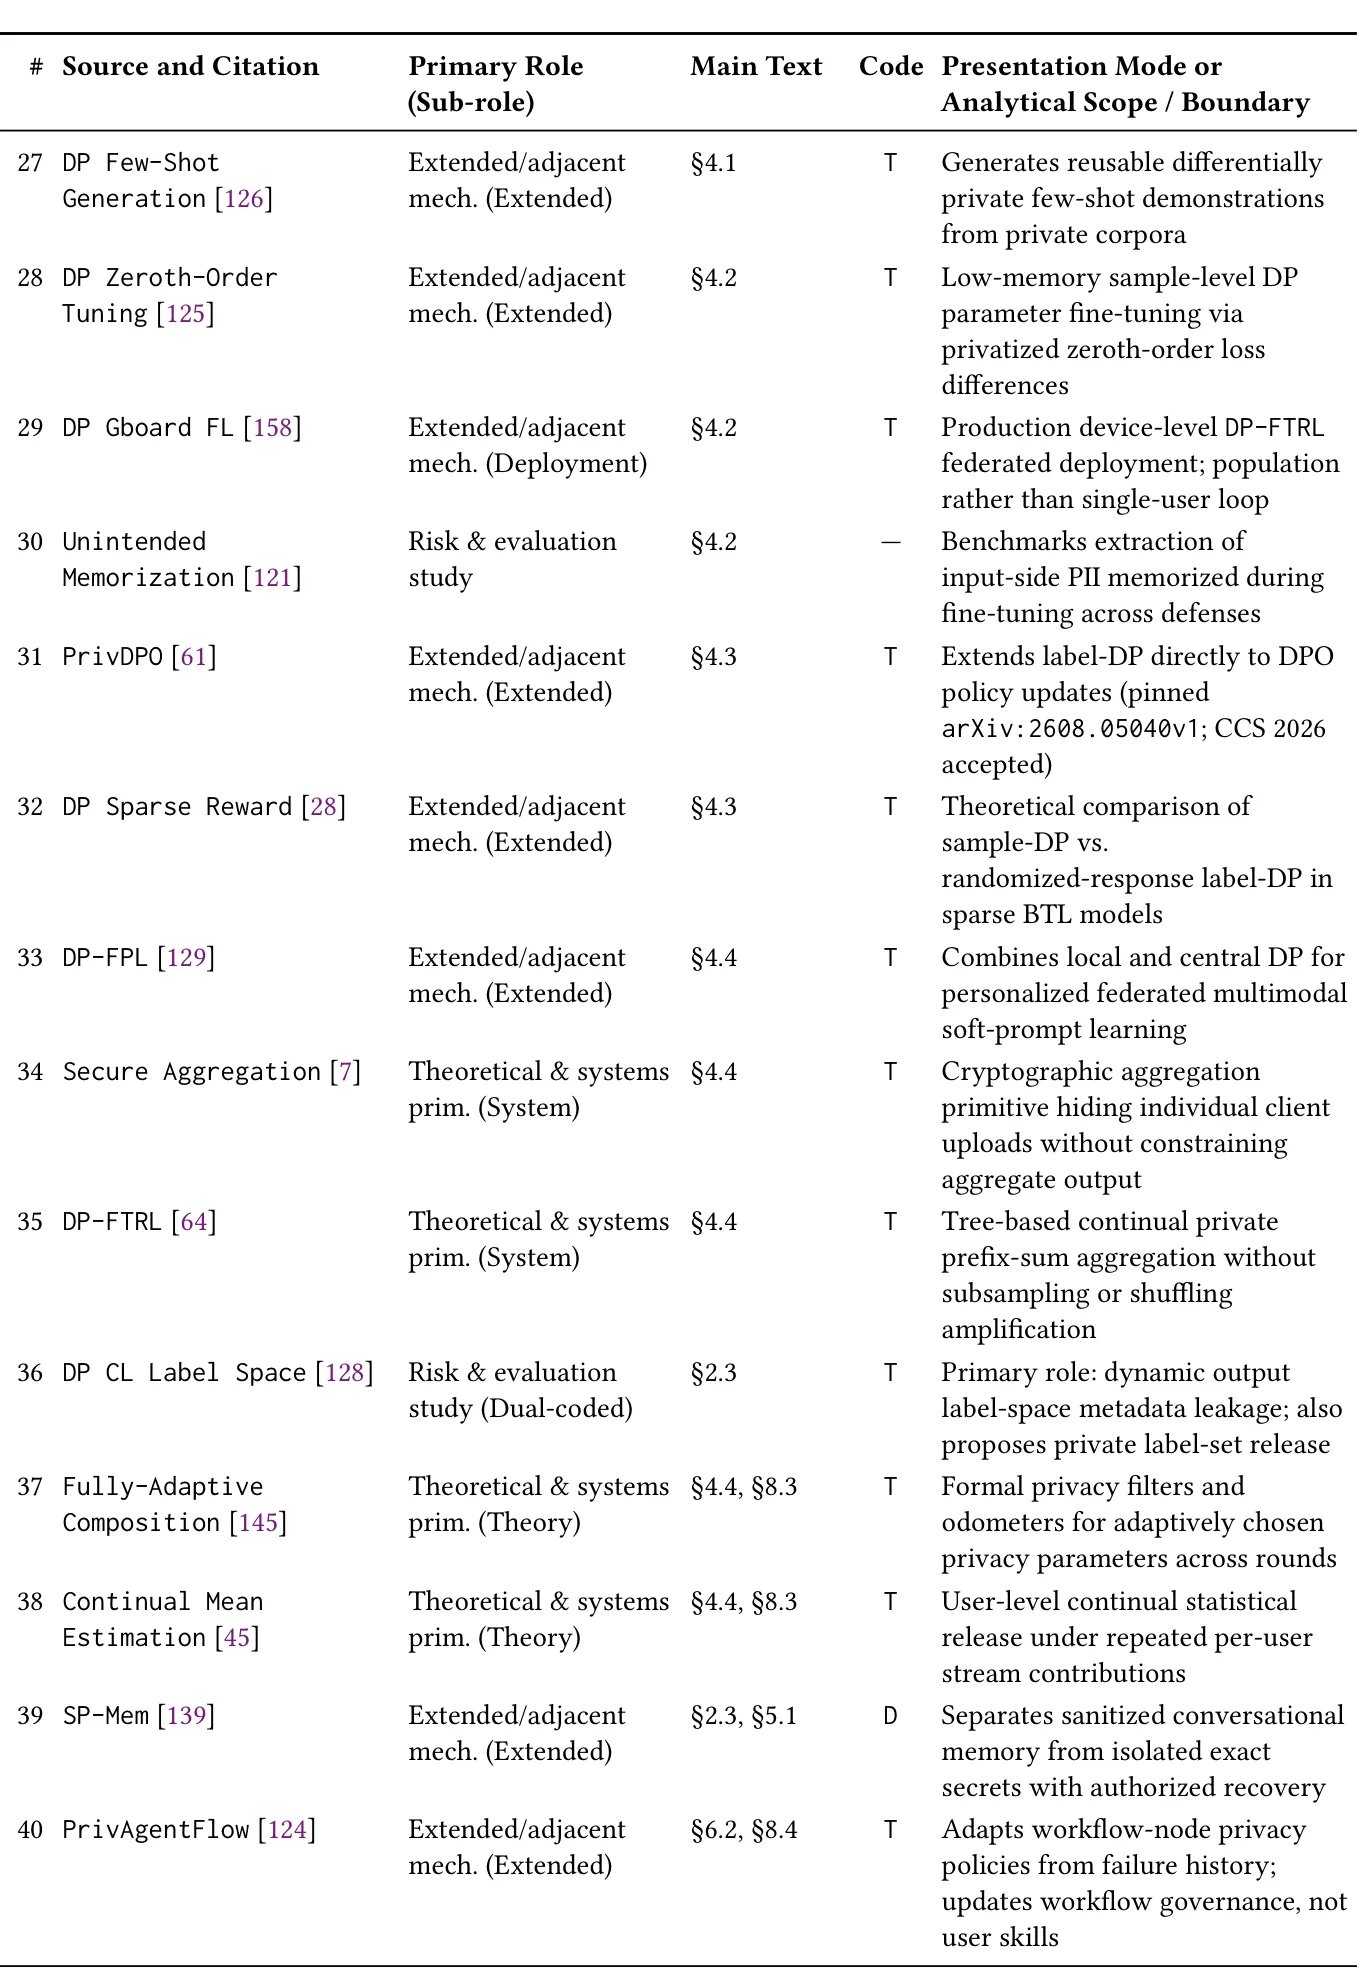 # Source and Citation Primary Role Main Text Code Presentation Mode or
(Sub-role) Analytical Scope / Boundary
27 DP Few-Shot Extended/adjacent §4.1 T Generates reusable differentially
Generation [126] mech. (Extended) private few-shot demonstrations
from private corpora
28 DP Zeroth-Order Extended/adjacent §4.2 T Low-memory sample-level DP
Tuning [125] mech. (Extended) parameter fine-tuning via
privatized zeroth-order loss
differences
29 DP Gboard FL [158] Extended/adjacent §4.2 T Production device-level DP-FTRL
mech. (Deployment) federated deployment; population
rather than single-user loop
30 Unintended Risk & evaluation §4.2 — Benchmarks extraction of
Memorization [121] study input-side PII memorized during
fine-tuning across defenses
31 PrivDPO [61] Extended/adjacent §4.3 T Extends label-DP directly to DPO
mech. (Extended) policy updates (pinned
arXiv:2608.05040v1; CCS 2026
accepted)
32 DP Sparse Reward [28] Extended/adjacent §4.3 T Theoretical comparison of
mech. (Extended) sample-DP vs.
randomized-response label-DP in
sparse BTL models
33 DP-FPL [129] Extended/adjacent §4.4 T Combines local and central DP for
mech. (Extended) personalized federated multimodal
soft-prompt learning
34 Secure Aggregation [7] Theoretical & systems §4.4 T Cryptographic aggregation
prim. (System) primitive hiding individual client
uploads without constraining
aggregate output
35 DP-FTRL [64] Theoretical & systems §4.4 T Tree-based continual private
prim. (System) prefix-sum aggregation without
subsampling or shuffling
amplification
36 DP CL Label Space [128] Risk & evaluation §2.3 T Primary role: dynamic output
study (Dual-coded) label-space metadata leakage; also
proposes private label-set release
37 Fully-Adaptive Theoretical & systems §4.4, §8.3 T Formal privacy filters and
Composition [145] prim. (Theory) odometers for adaptively chosen
privacy parameters across rounds
38 Continual Mean Theoretical & systems §4.4, §8.3 T User-level continual statistical
Estimation [45] prim. (Theory) release under repeated per-user
stream contributions
39 SP-Mem [139] Extended/adjacent §2.3, §5.1 D Separates sanitized conversational
mech. (Extended) memory from isolated exact
secrets with authorized recovery
40 PrivAgentFlow [124] Extended/adjacent §6.2, §8.4 T Adapts workflow-node privacy
mech. (Extended) policies from failure history;
updates workflow governance, not
user skills